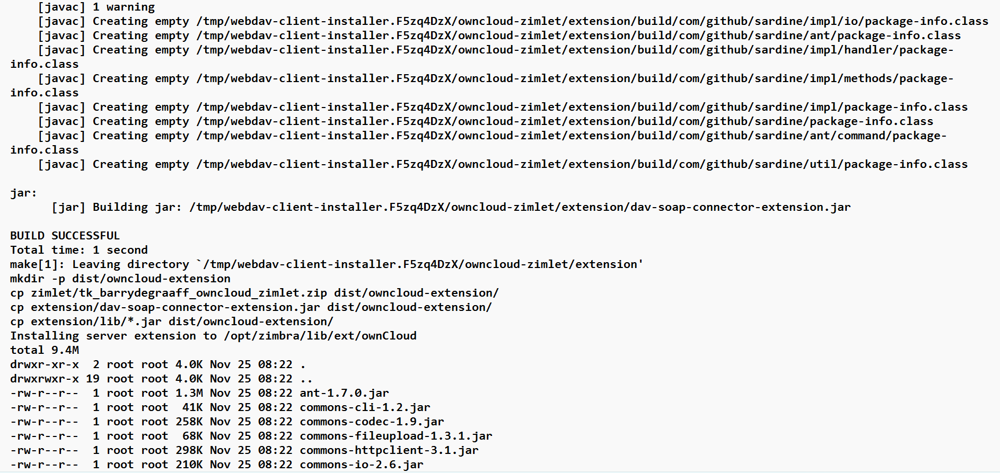 [javac] 1 warning
    [javac] Creating empty /tmp/webdav-client-installer.F5zq4DzX/owncloud-zimlet/extension/build/com/github/sardine/impl/io/package-info.class
    [javac] Creating empty /tmp/webdav-client-installer.F5zq4DzX/owncloud-zimlet/extension/build/com/github/sardine/ant/package-info.class
    [javac] Creating empty /tmp/webdav-client-installer.F5zq4DzX/owncloud-zimlet/extension/build/com/github/sardine/impl/handler/package-
info.class
    [javac] Creating empty /tmp/webdav-client-installer.F5zq4DzX/owncloud-zimlet/extension/build/com/github/sardine/impl/methods/package-
info.class
    [javac] Creating empty /tmp/webdav-client-installer.F5zq4DzX/owncloud-zimlet/extension/build/com/github/sardine/impl/package-info.class
    [javac] Creating empty /tmp/webdav-client-installer.F5zq4DzX/owncloud-zimlet/extension/build/com/github/sardine/package-info.class
    [javac] Creating empty /tmp/webdav-client-installer.F5zq4DzX/owncloud-zimlet/extension/build/com/github/sardine/ant/command/package-
info.class
    [javac] Creating empty /tmp/webdav-client-installer.F5zq4DzX/owncloud-zimlet/extension/build/com/github/sardine/util/package-info.class

jar:
      [jar] Building jar: /tmp/webdav-client-installer.F5zq4DzX/owncloud-zimlet/extension/dav-soap-connector-extension.jar

BUILD SUCCESSFUL
Total time: 1 second
make[1]: Leaving directory `/tmp/webdav-client-installer.F5zq4DzX/owncloud-zimlet/extension'
mkdir -p dist/owncloud-extension
cp zimlet/tk_barrydegraaff_owncloud_zimlet.zip dist/owncloud-extension/
cp extension/dav-soap-connector-extension.jar dist/owncloud-extension/
cp extension/lib/*.jar dist/owncloud-extension/
Installing server extension to /opt/zimbra/lib/ext/ownCloud
total 9.4M
drwxr-xr-x  2 root root 4.0K Nov 25 08:22 .
drwxrwxr-x 19 root root 4.0K Nov 25 08:22 ..
-rw-r--r--  1 root root 1.3M Nov 25 08:22 ant-1.7.0.jar
-rw-r--r--  1 root root  41K Nov 25 08:22 commons-cli-1.2.jar
-rw-r--r--  1 root root 258K Nov 25 08:22 commons-codec-1.9.jar
-rw-r--r--  1 root root  68K Nov 25 08:22 commons-fileupload-1.3.1.jar
-rw-r--r--  1 root root 298K Nov 25 08:22 commons-httpclient-3.1.jar
-rw-r--r--  1 root root 210K Nov 25 08:22 commons-io-2.6.jar